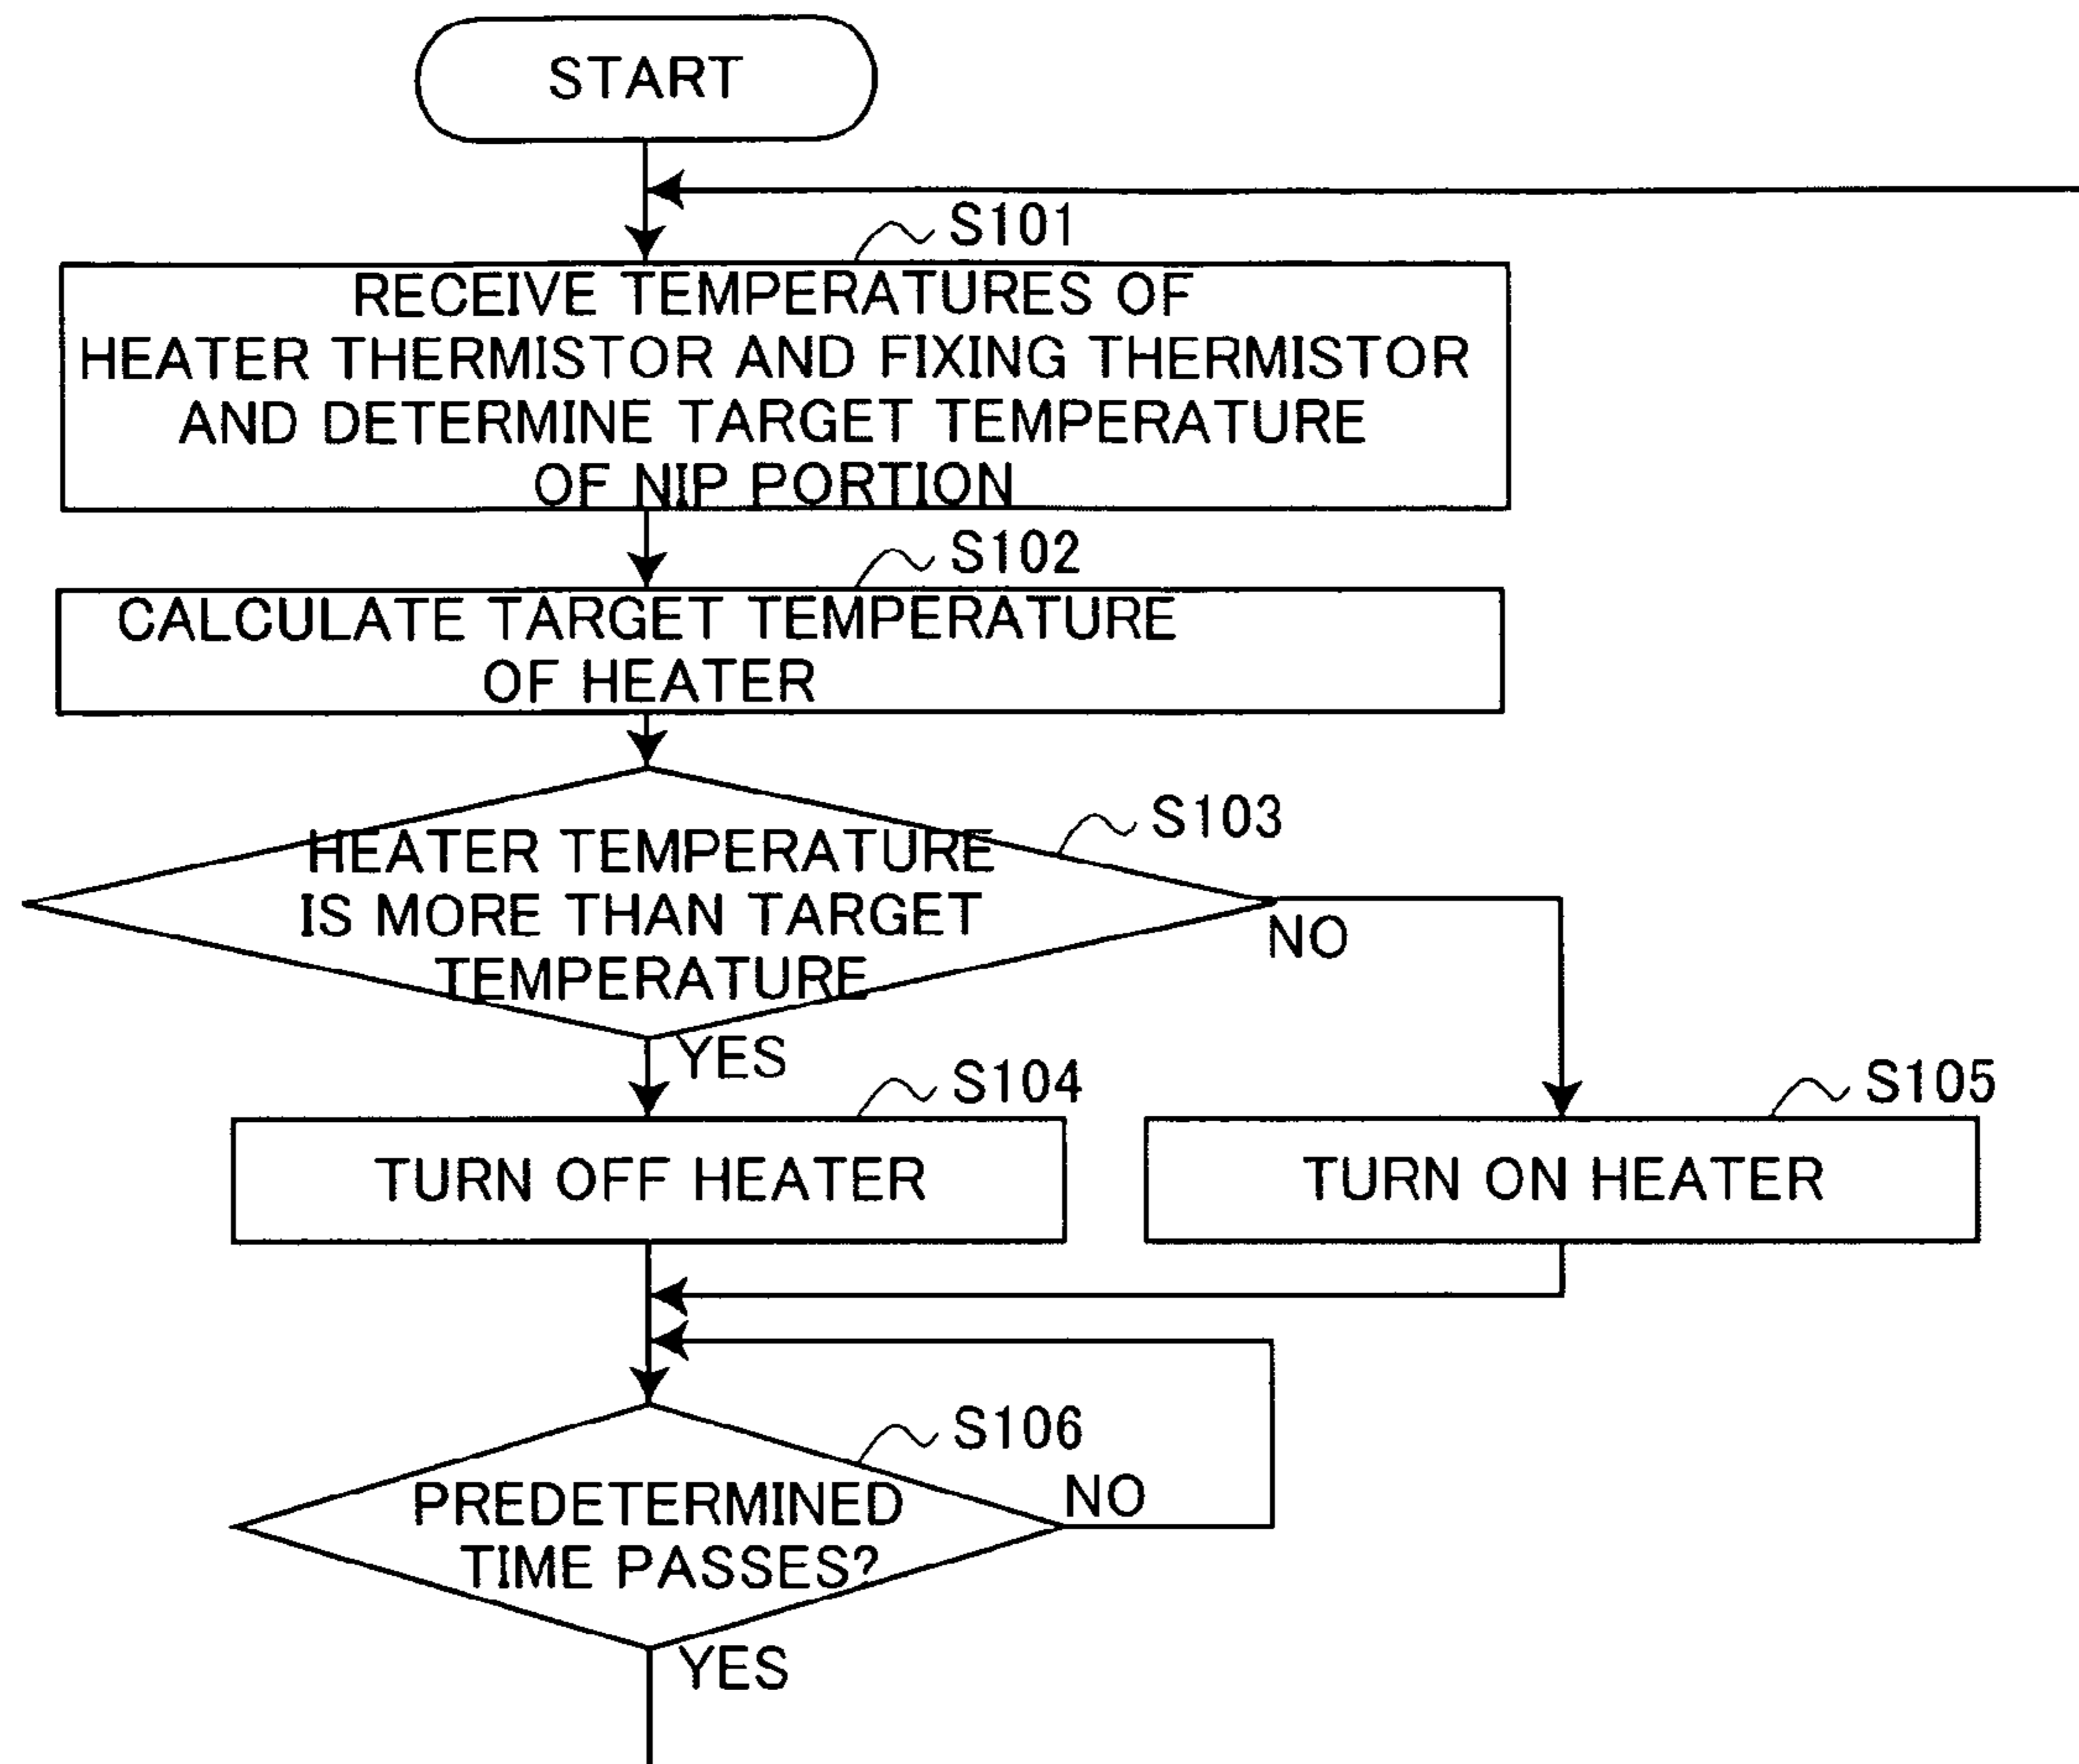 START
S101
RECEIVE TEMPERATURES OF
HEATER THERMISTOR AND FIXING THERMISTOR
AND DETERMINE TARGET TEMPERATURE
OF NIP PORTION
S102
CALCULATE TARGET TEMPERATURE
OF HEATER
S103
HEATER TEMPERATURE
IS MORE THAN TARGET
TEMPERATURE
NO
YES
S104
S105
TURN OFF HEATER
TURN ON HEATER
S106
NO
PREDETERMINED
TIME PASSES?
YES